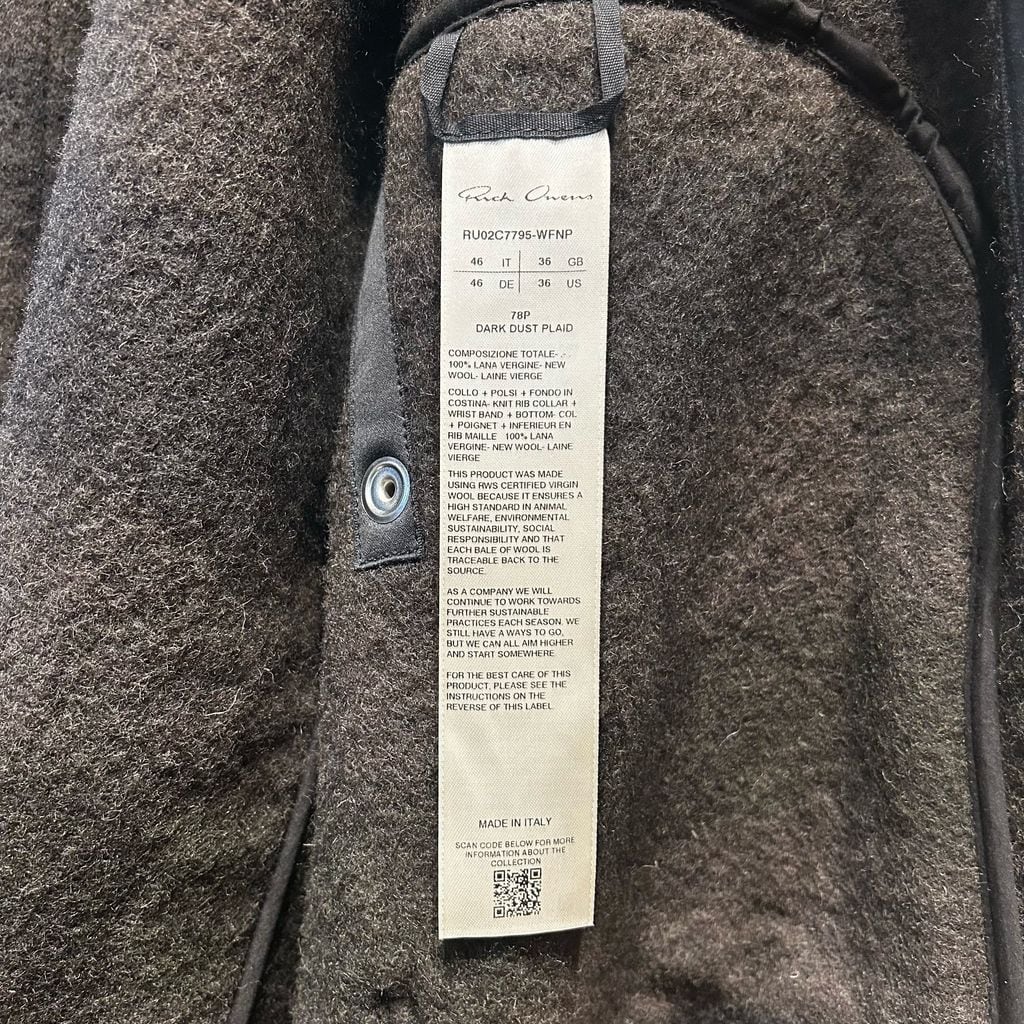 Rick Owens
RU02C7795-WFNP
46 IT 36 GB
46 DE 36 US
78P
DARK DUST PLAID
COMPOSIZIONE TOTALE- .- .
100% LANA VERGINE- NEW
WOOL- LAINE VIERGE
COLLO + POLSI + FONDO IN
COSTINA- KNIT RIB COLLAR +
WRIST BAND + BOTTOM- COL
+ POIGNET + INFERIEUR EN
RIB MAILLE 100% LANA
VERGINE- NEW WOOL- LAINE
VIERGE
THIS PRODUCT WAS MADE
USING RWS CERTIFIED VIRGIN
WOOL BECAUSE IT ENSURES A
HIGH STANDARD IN ANIMAL
WELFARE, ENVIRONMENTAL
SUSTAINABILITY, SOCIAL
RESPONSIBILITY AND THAT
EACH BALE OF WOOL IS
TRACEABLE BACK TO THE
SOURCE.
AS A COMPANY WE WILL
CONTINUE TO WORK TOWARDS
FURTHER SUSTAINABLE
PRACTICES EACH SEASON. WE
STILL HAVE A WAYS TO GO,
BUT WE CAN ALL AIM HIGHER
AND START SOMEWHERE.
FOR THE BEST CARE OF THIS
PRODUCT, PLEASE SEE THE
INSTRUCTIONS ON THE
REVERSE OF THIS LABEL.
MADE IN ITALY
SCAN CODE BELOW FOR MORE
INFORMATION ABOUT THE
COLLECTION